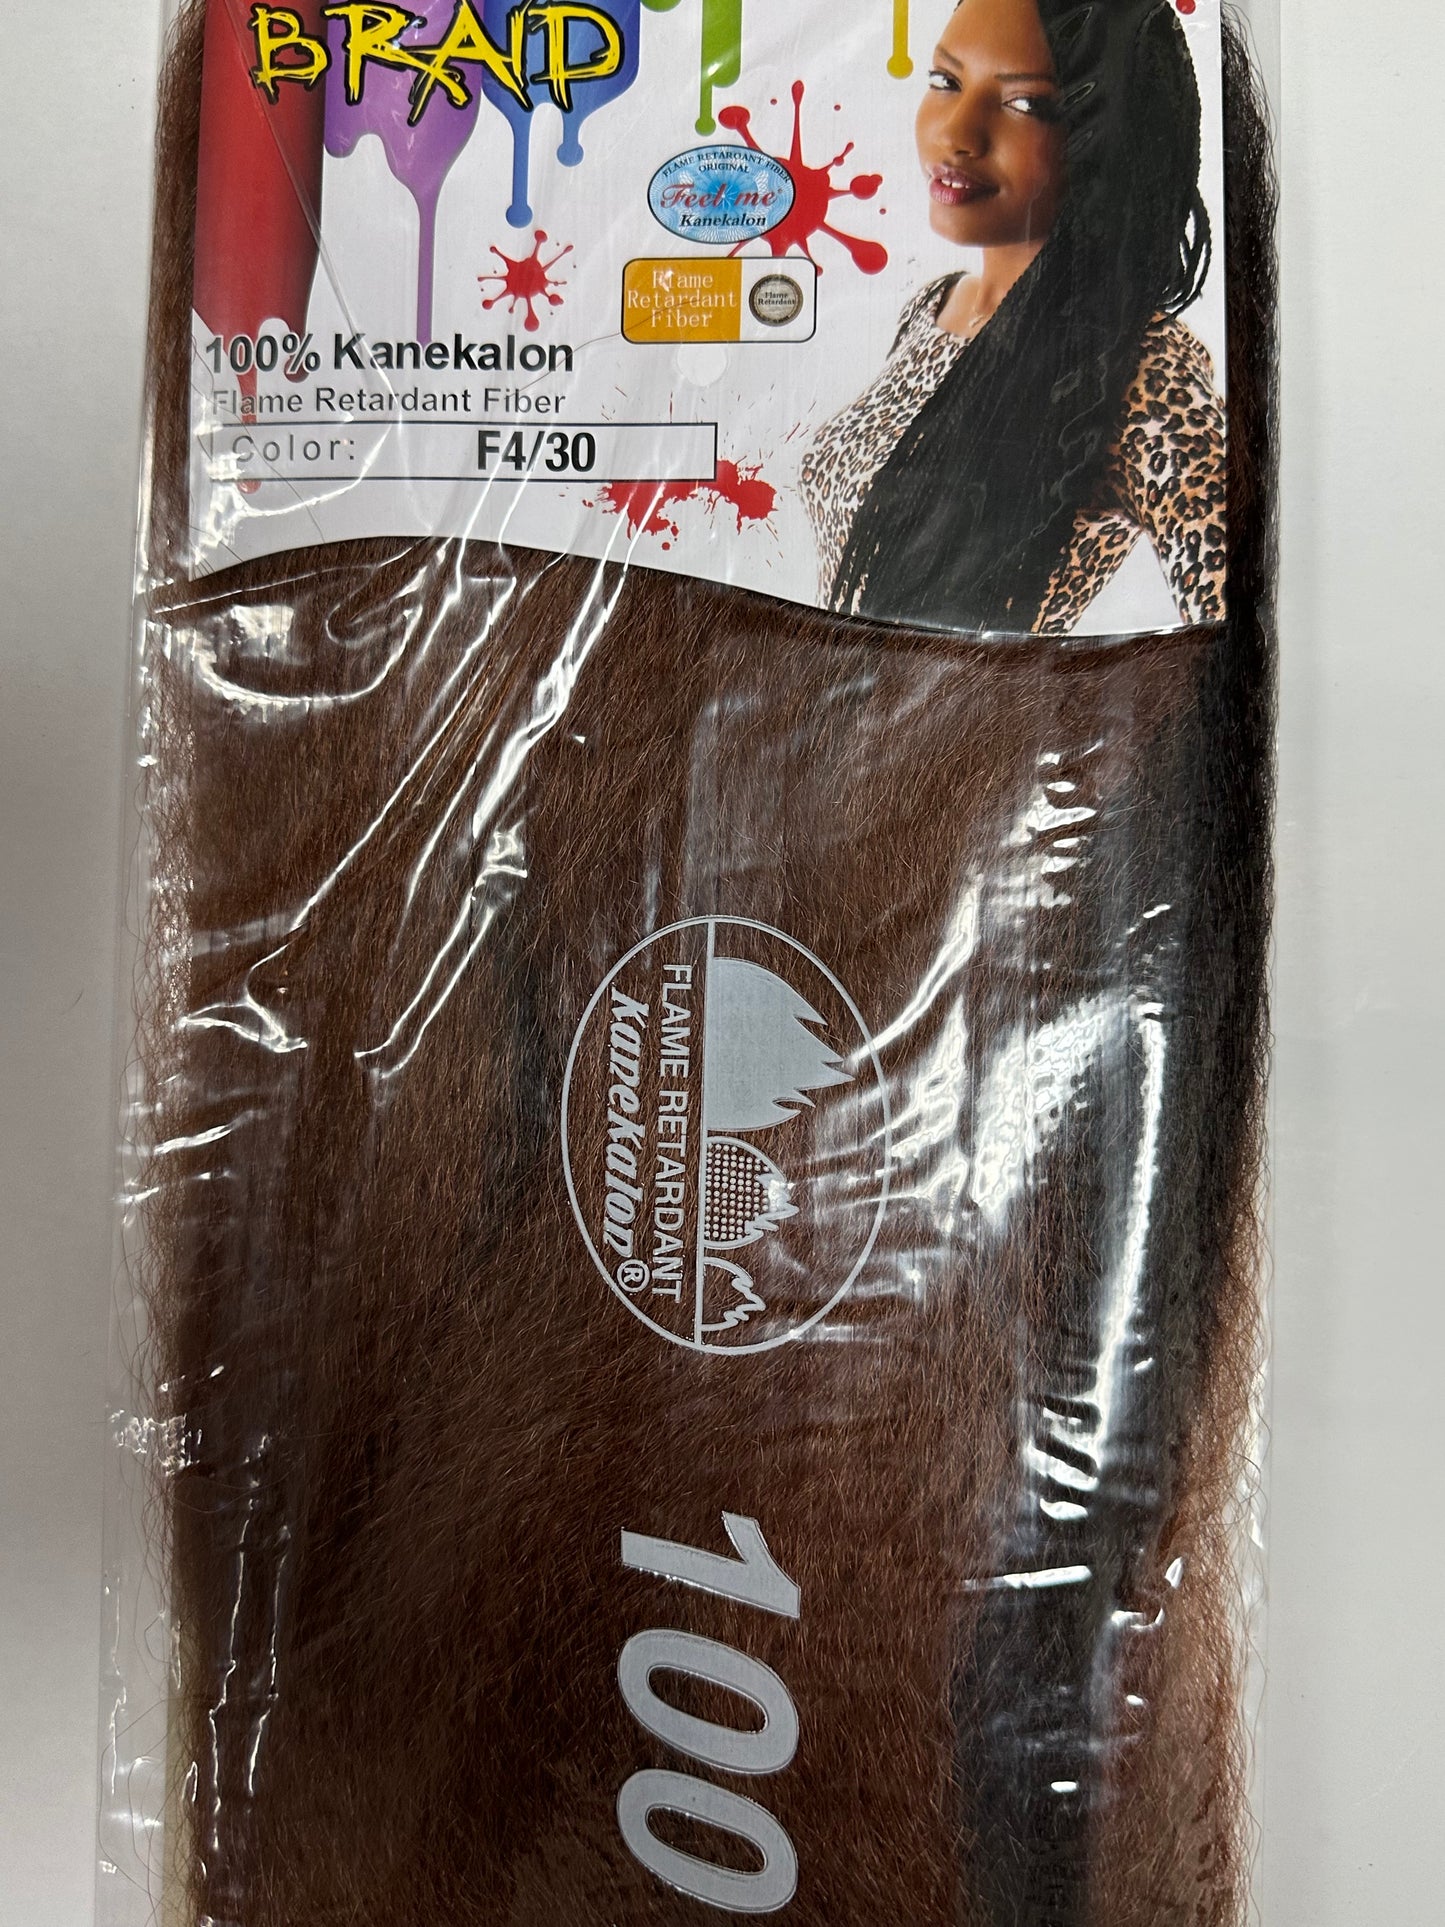 BRAID
FLAME RETAROANT FIBER
ORIGINAL
Feel me®
Kanekalon
Flame
Retardant
Fiber
Flame
Retardant
100% Kanekalon
Flame Retardant Fiber
Color: F4/30
FLAME RETARDANT
Kanekalon®
100